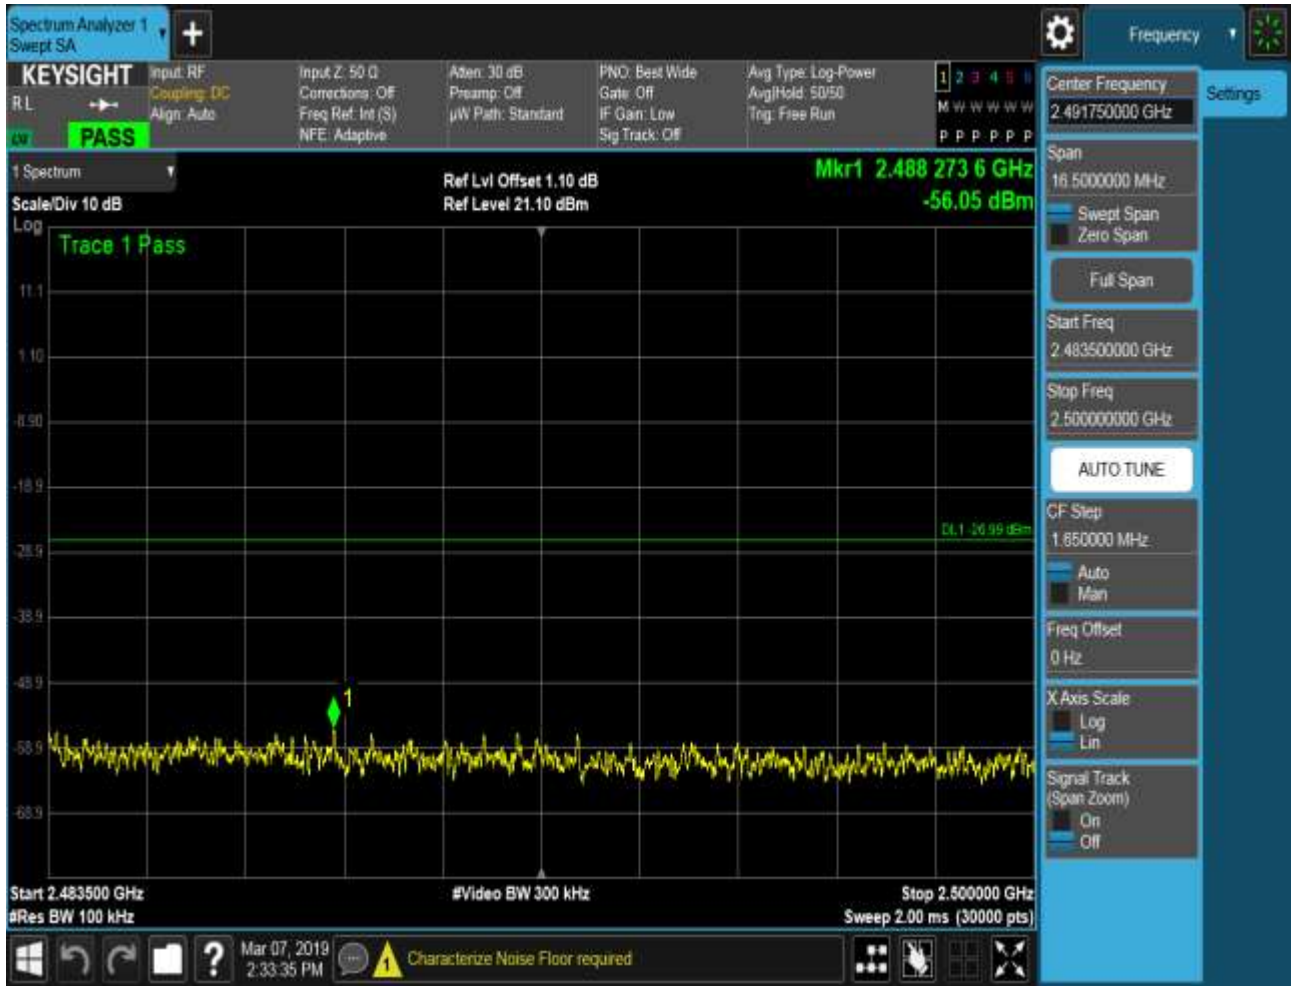 Spectrum Analyzer 1
Swept SA
+
Frequency
KEYSIGHT
R L
LW
PASS
Input: RF
Coupling: DC
Align: Auto
Input Z: 50 Ω
Corrections: Off
Freq Ref: Int (S)
NFE: Adaptive
Atten: 30 dB
Preamp: Off
µW Path: Standard
PNO: Best Wide
Gate: Off
IF Gain: Low
Sig Track: Off
Avg Type: Log-Power
Avg|Hold: 50/50
Trig: Free Run
1 2 3 4 5 6
M W W W W W
P P P P P P
1 Spectrum
Scale/Div 10 dB
Log
Ref Lvl Offset 1.10 dB
Ref Level 21.10 dBm
Mkr1 2.488 273 6 GHz
-56.05 dBm
Trace 1 Pass
11.1
1.10
-8.90
-18.9
DL1 -26.99 dBm
-28.9
-38.9
-48.9
1
-58.9
-68.9
Start 2.483500 GHz
#Res BW 100 kHz
#Video BW 300 kHz
Stop 2.500000 GHz
Sweep 2.00 ms (30000 pts)
Center Frequency
2.491750000 GHz
Settings
Span
16.5000000 MHz
Swept Span
Zero Span
Full Span
Start Freq
2.483500000 GHz
Stop Freq
2.500000000 GHz
AUTO TUNE
CF Step
1.650000 MHz
Auto
Man
Freq Offset
0 Hz
X Axis Scale
Log
Lin
Signal Track
(Span Zoom)
On
Off
?
Mar 07, 2019
2:33:35 PM
1
Characterize Noise Floor required